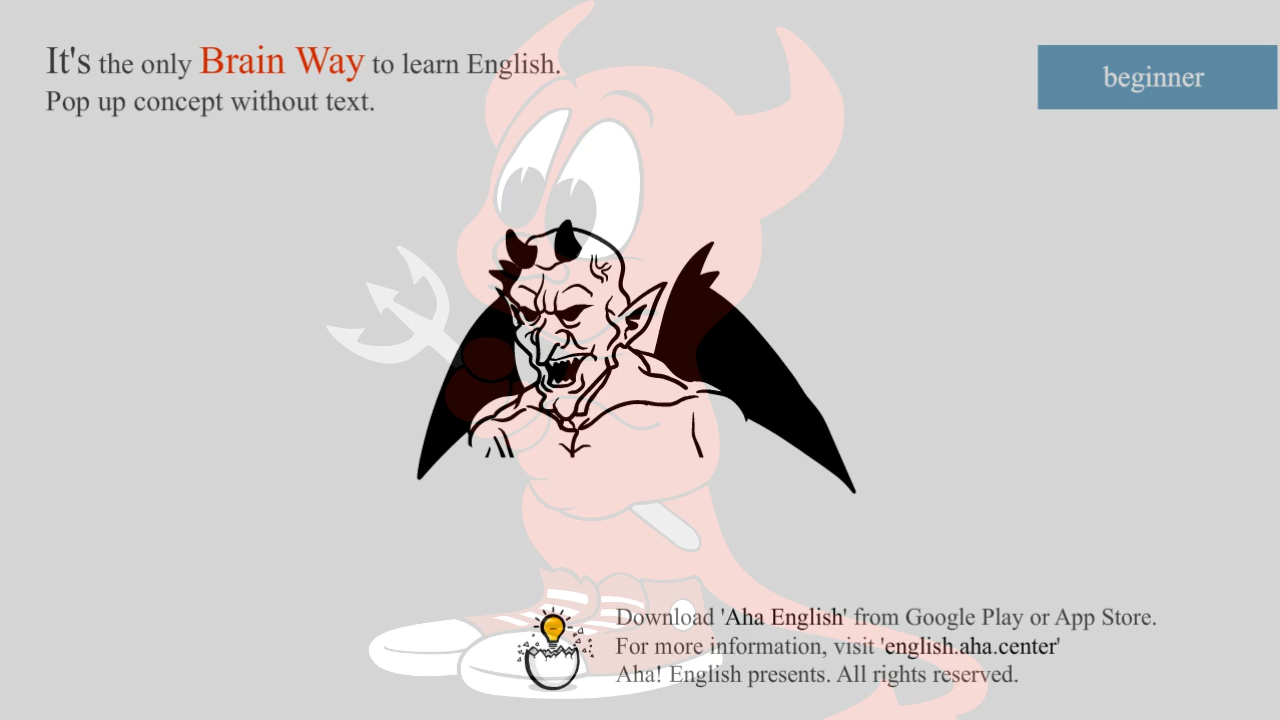 It's the only Brain Way to learn English.
Pop up concept without text.
beginner
Download 'Aha English' from Google Play or App Store.
For more information, visit 'english.aha.center'
Aha! English presents. All rights reserved.